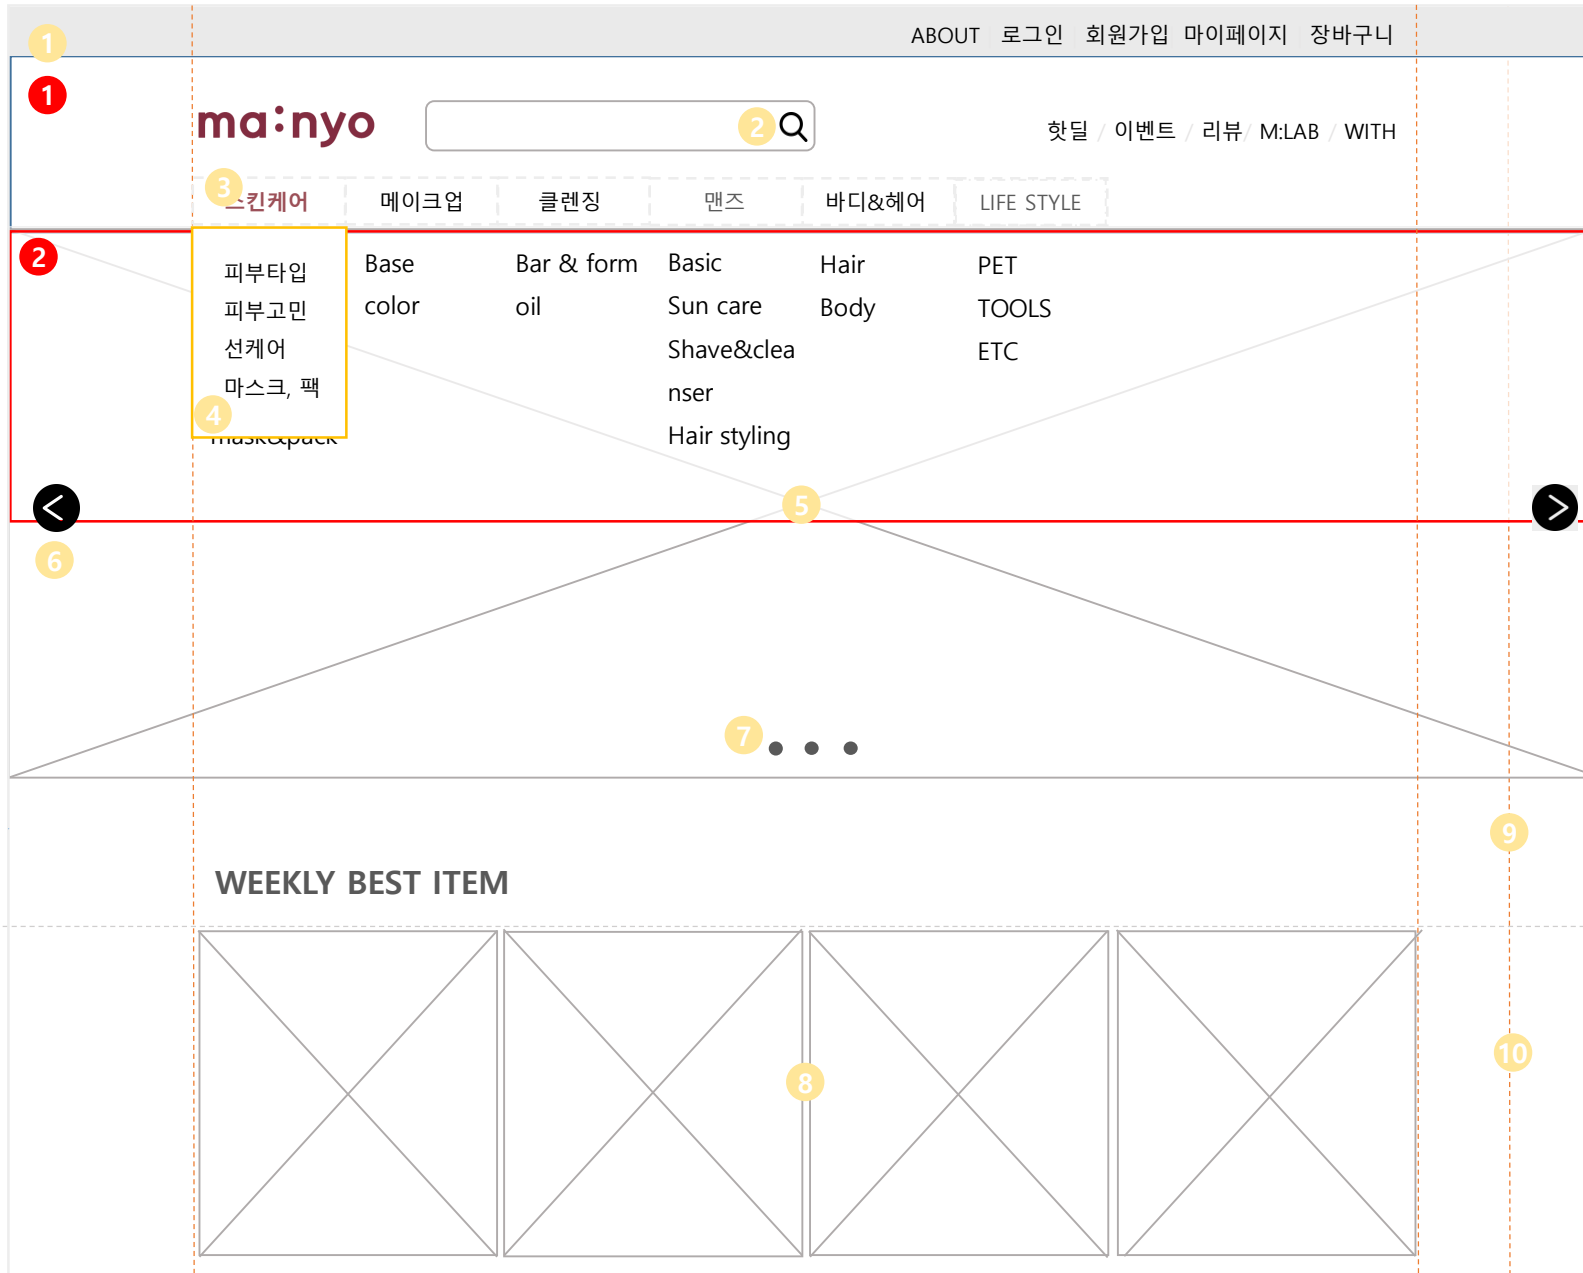 1
ABOUT 로그인 회원가입 마이페이지 장바구니
1
ma:nyo
2
핫딜 / 이벤트 / 리뷰/ M:LAB / WITH
3
스킨케어 메이크업 클렌징 맨즈 바디&헤어 LIFE STYLE
2
피부타입
피부고민
선케어
마스크, 팩
4
mask&pack
Base
color
Bar & form
oil
Basic
Sun care
Shave&clea
nser
Hair styling
Hair
Body
PET
TOOLS
ETC
5
6
7
9
WEEKLY BEST ITEM
8
10